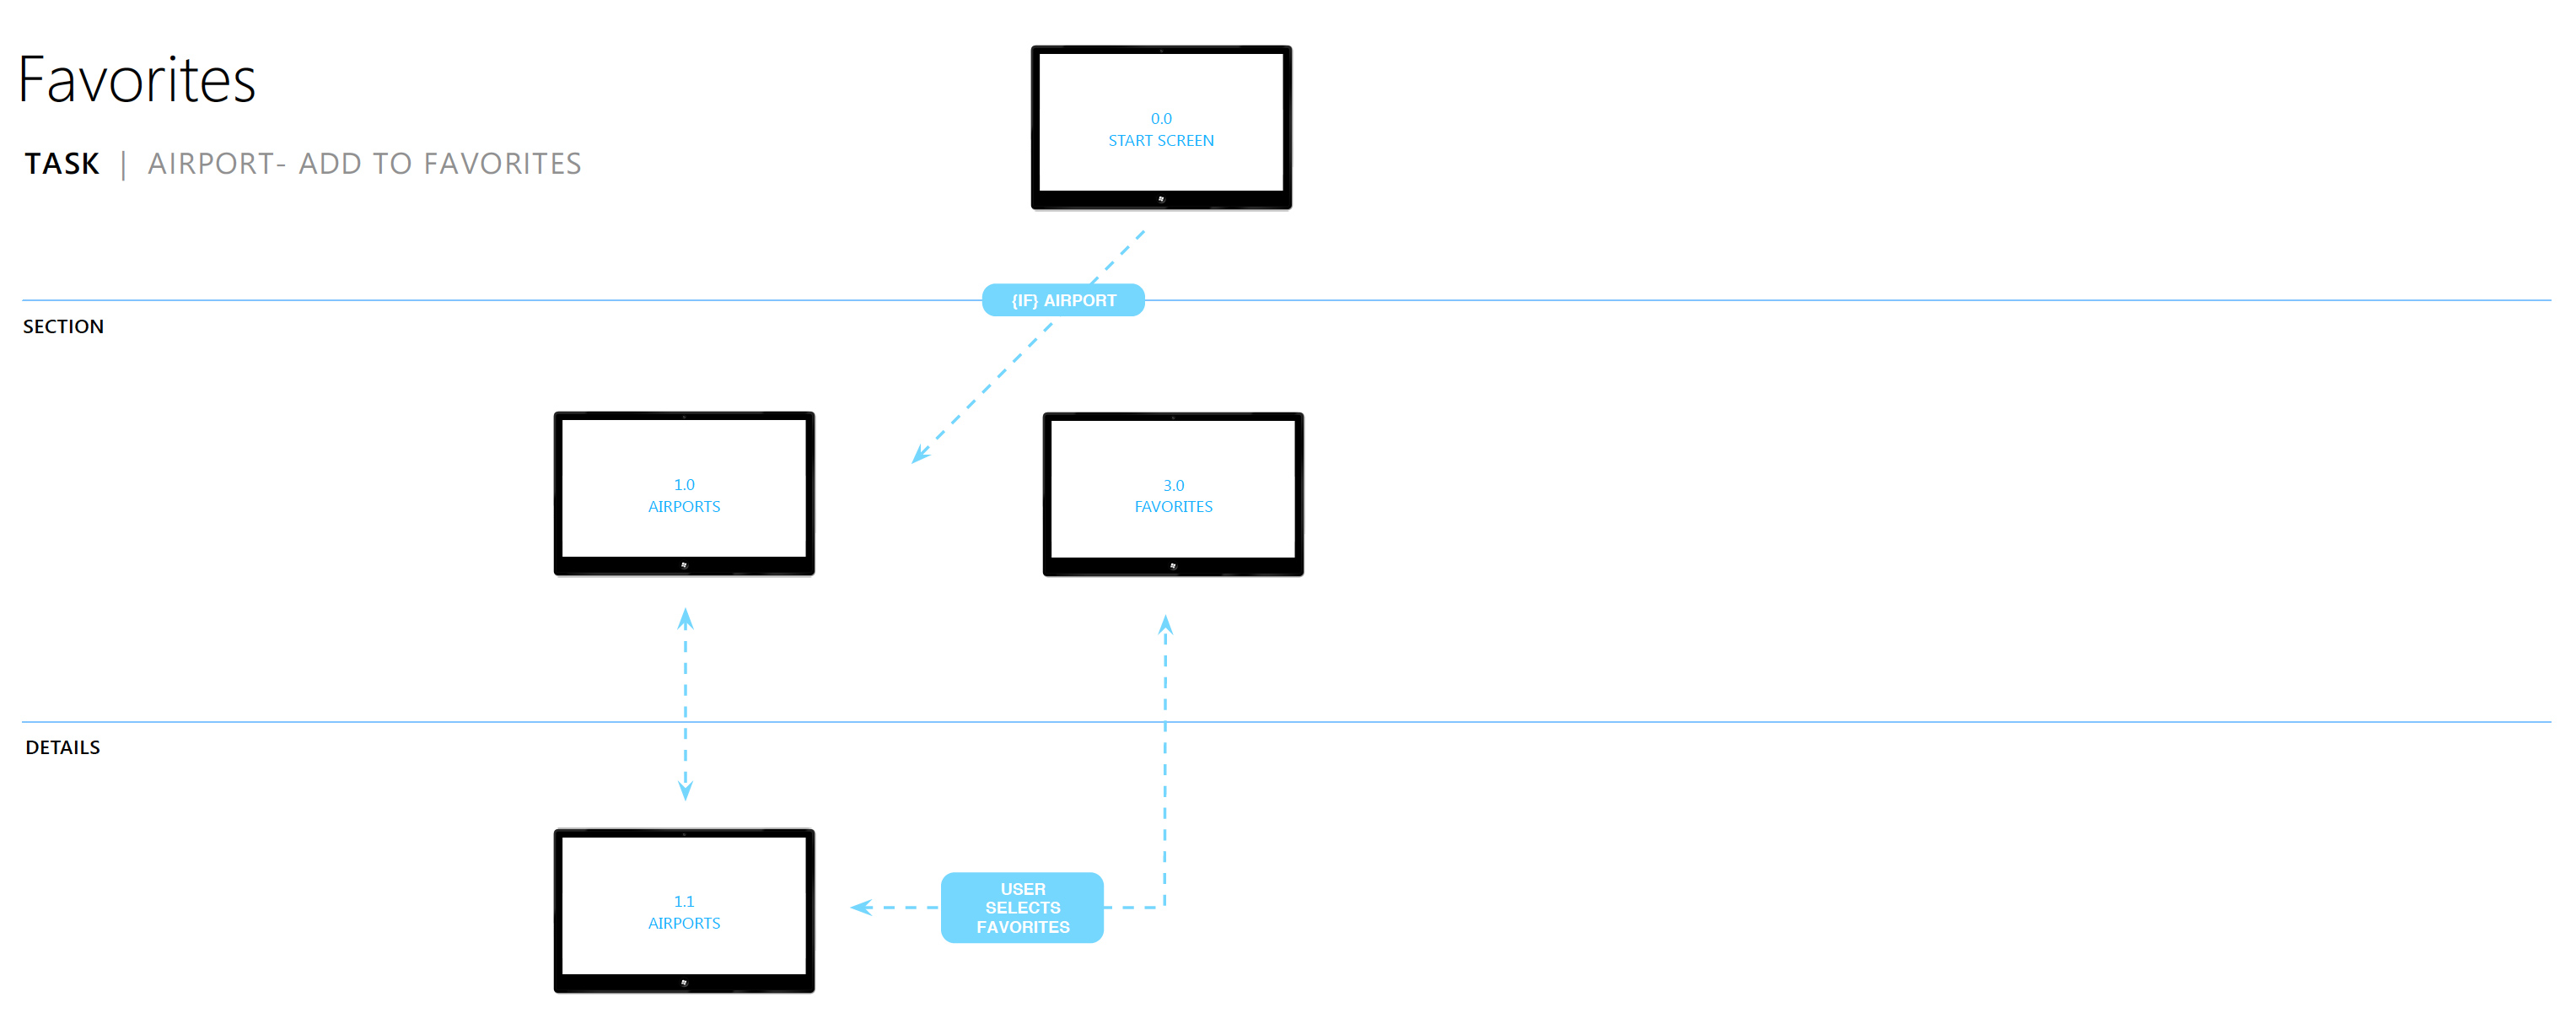 Favorites
TASK | AIRPORT- ADD TO FAVORITES
0.0
START SCREEN
{IF} AIRPORT
SECTION
1.0
AIRPORTS
3.0
FAVORITES
DETAILS
1.1
AIRPORTS
USER
SELECTS
FAVORITES